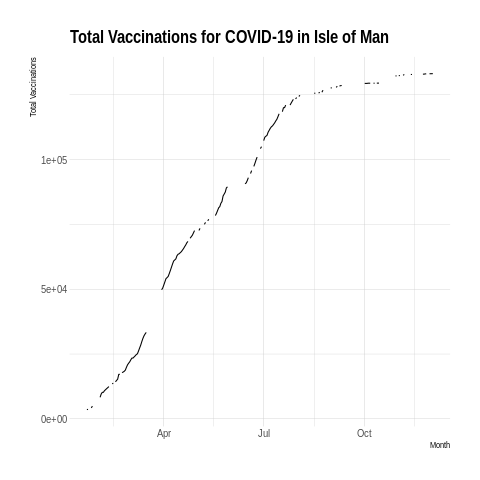 Total Vaccinations for COVID-19 in Isle of Man
Total Vaccinations
1e+05
5e+04
0e+00
Apr Jul Oct
Month